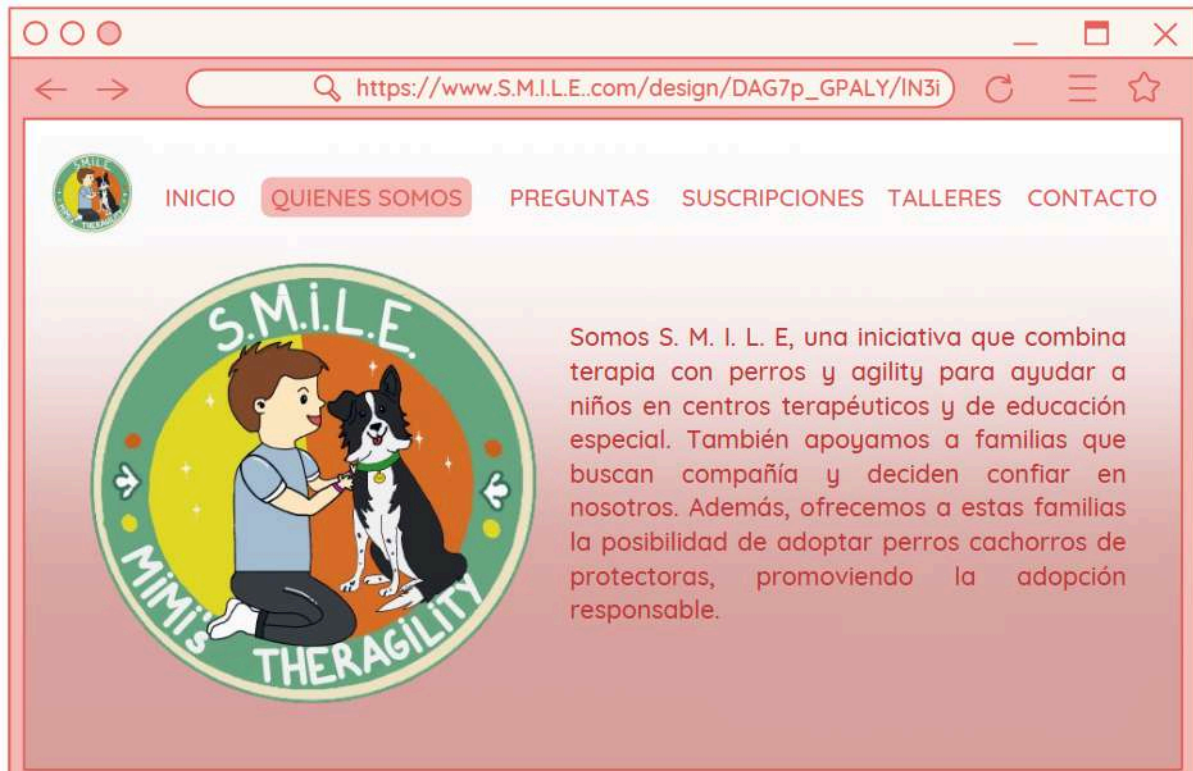 https://www.S.M.I.L.E..com/design/DAG7p_GPALY/lN3i
S.M.I.L.E.
THERAGILITY
INICIO QUIENES SOMOS PREGUNTAS SUSCRIPCIONES TALLERES CONTACTO
S.M.i.L.E.
MiMi's THERAGiLiTY
Somos S. M. I. L. E, una iniciativa que combina
terapia con perros y agility para ayudar a
niños en centros terapéuticos y de educación
especial. También apoyamos a familias que
buscan compañía y deciden confiar en
nosotros. Además, ofrecemos a estas familias
la posibilidad de adoptar perros cachorros de
protectoras, promoviendo la adopción
responsable.